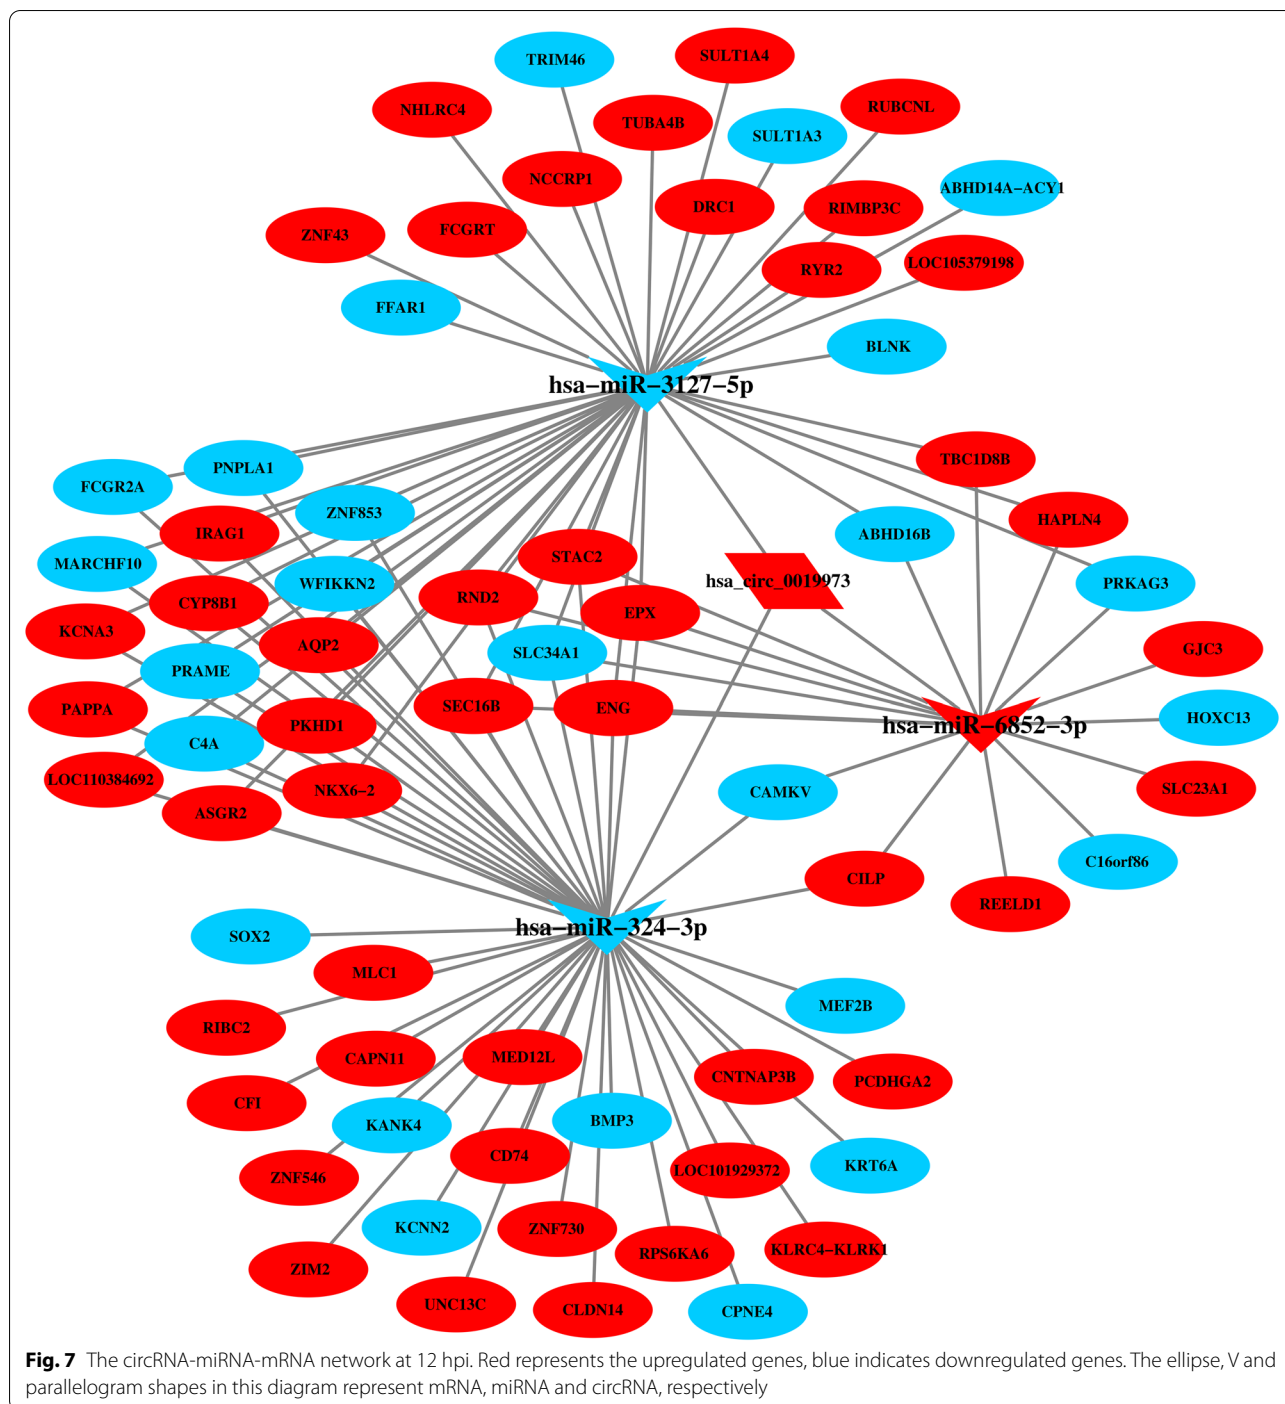 TRIM46
SULT1A4
NHLRC4
RUBCNL
TUBA4B
SULT1A3
NCCRP1
ABHD14A−ACY1
DRC1
RIMBP3C
FCGRT
ZNF43
LOC105379198
RYR2
FFAR1
BLNK
hsa−miR−3127−5p
TBC1D8B
PNPLA1
FCGR2A
ZNF853
HAPLN4
IRAG1
ABHD16B
STAC2
MARCHF10
hsa_circ_0019973
PRKAG3
WFIKKN2
RND2
CYP8B1
EPX
KCNA3
AQP2
SLC34A1
GJC3
PRAME
SEC16B
ENG
PAPPA
HOXC13
PKHD1
hsa−miR−6852−3p
C4A
LOC110384692
NKX6−2
CAMKV
SLC23A1
ASGR2
C16orf86
CILP
REELD1
hsa−miR−324−3p
SOX2
MLC1
MEF2B
RIBC2
CAPN11
MED12L
CNTNAP3B
PCDHGA2
CFI
KANK4
BMP3
CD74
LOC101929372
KRT6A
ZNF546
KCNN2
ZNF730
RPS6KA6
KLRC4−KLRK1
ZIM2
UNC13C
CLDN14
CPNE4
Fig. 7 The circRNA-miRNA-mRNA network at 12 hpi. Red represents the upregulated genes, blue indicates downregulated genes. The ellipse, V and
parallelogram shapes in this diagram represent mRNA, miRNA and circRNA, respectively